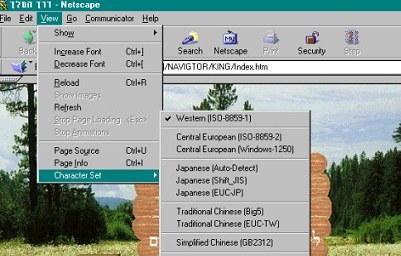 - Netscape
File Edit View Go Communicator Help
Show
Increase Font Ctrl+]
Decrease Font Ctrl+[
Reload Ctrl+R
Show Images
Refresh
Stop Page Loading <Esc>
Stop Animations
Page Source Ctrl+U
Page Info Ctrl+I
Character Set
Back
Search Netscape Print Security Stop
/NAVIGTOR/KING/Index.htm
Western (ISO-8859-1)
Central European (ISO-8859-2)
Central European (Windows-1250)
Japanese (Auto-Detect)
Japanese (Shift_JIS)
Japanese (EUC-JP)
Traditional Chinese (Big5)
Traditional Chinese (EUC-TW)
Simplified Chinese (GB2312)